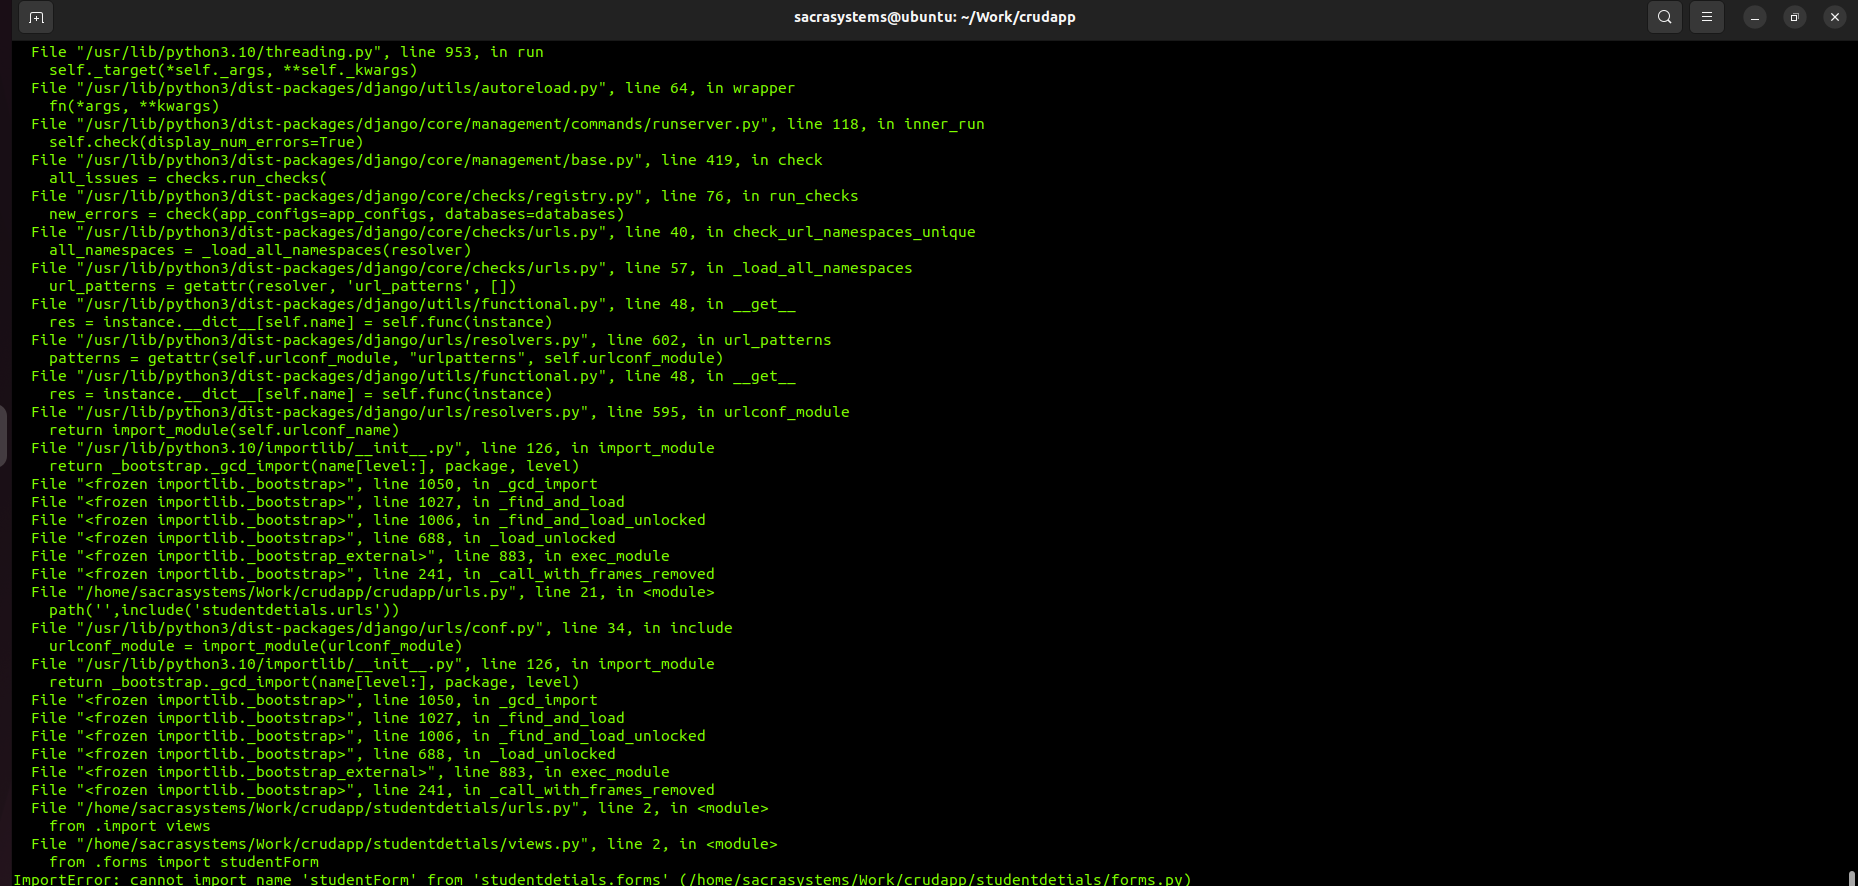 sacrasystems@ubuntu: ~/Work/crudapp
File "/usr/lib/python3.10/threading.py", line 953, in run
self._target(*self._args, **self._kwargs)
File "/usr/lib/python3/dist-packages/django/utils/autoreload.py", line 64, in wrapper
fn(*args, **kwargs)
File "/usr/lib/python3/dist-packages/django/core/management/commands/runserver.py", line 118, in inner_run
self.check(display_num_errors=True)
File "/usr/lib/python3/dist-packages/django/core/management/base.py", line 419, in check
all_issues = checks.run_checks(
File "/usr/lib/python3/dist-packages/django/core/checks/registry.py", line 76, in run_checks
new_errors = check(app_configs=app_configs, databases=databases)
File "/usr/lib/python3/dist-packages/django/core/checks/urls.py", line 40, in check_url_namespaces_unique
all_namespaces = _load_all_namespaces(resolver)
File "/usr/lib/python3/dist-packages/django/core/checks/urls.py", line 57, in _load_all_namespaces
url_patterns = getattr(resolver, 'url_patterns', [])
File "/usr/lib/python3/dist-packages/django/utils/functional.py", line 48, in __get__
res = instance.__dict__[self.name] = self.func(instance)
File "/usr/lib/python3/dist-packages/django/urls/resolvers.py", line 602, in url_patterns
patterns = getattr(self.urlconf_module, "urlpatterns", self.urlconf_module)
File "/usr/lib/python3/dist-packages/django/utils/functional.py", line 48, in __get__
res = instance.__dict__[self.name] = self.func(instance)
File "/usr/lib/python3/dist-packages/django/urls/resolvers.py", line 595, in urlconf_module
return import_module(self.urlconf_name)
File "/usr/lib/python3.10/importlib/__init__.py", line 126, in import_module
return _bootstrap._gcd_import(name[level:], package, level)
File "<frozen importlib._bootstrap>", line 1050, in _gcd_import
File "<frozen importlib._bootstrap>", line 1027, in _find_and_load
File "<frozen importlib._bootstrap>", line 1006, in _find_and_load_unlocked
File "<frozen importlib._bootstrap>", line 688, in _load_unlocked
File "<frozen importlib._bootstrap_external>", line 883, in exec_module
File "<frozen importlib._bootstrap>", line 241, in _call_with_frames_removed
File "/home/sacrasystems/Work/crudapp/crudapp/urls.py", line 21, in <module>
path('',include('studentdetials.urls'))
File "/usr/lib/python3/dist-packages/django/urls/conf.py", line 34, in include
urlconf_module = import_module(urlconf_module)
File "/usr/lib/python3.10/importlib/__init__.py", line 126, in import_module
return _bootstrap._gcd_import(name[level:], package, level)
File "<frozen importlib._bootstrap>", line 1050, in _gcd_import
File "<frozen importlib._bootstrap>", line 1027, in _find_and_load
File "<frozen importlib._bootstrap>", line 1006, in _find_and_load_unlocked
File "<frozen importlib._bootstrap>", line 688, in _load_unlocked
File "<frozen importlib._bootstrap_external>", line 883, in exec_module
File "<frozen importlib._bootstrap>", line 241, in _call_with_frames_removed
File "/home/sacrasystems/Work/crudapp/studentdetials/urls.py", line 2, in <module>
from .import views
File "/home/sacrasystems/Work/crudapp/studentdetials/views.py", line 2, in <module>
from .forms import studentForm
ImportError: cannot import name 'studentForm' from 'studentdetials.forms' (/home/sacrasystems/Work/crudapp/studentdetials/forms.py)